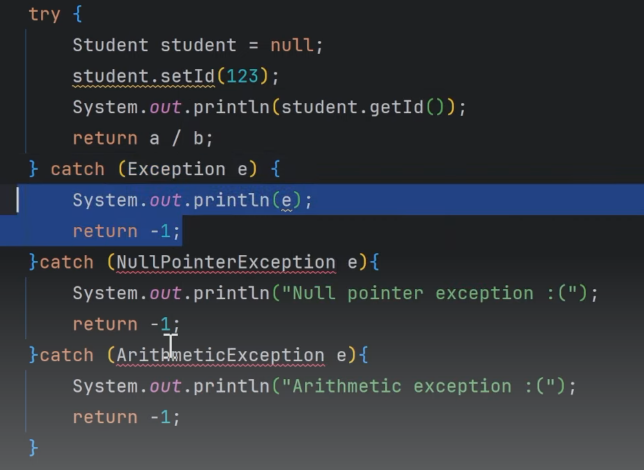 try {
    Student student = null;
    student.setId(123);
    System.out.println(student.getId());
    return a / b;
} catch (Exception e) {
    System.out.println(e);
    return -1;
}catch (NullPointerException e){
    System.out.println("Null pointer exception :(");
    return -1;
}catch (ArithmeticException e){
    System.out.println("Arithmetic exception :(");
    return -1;
}